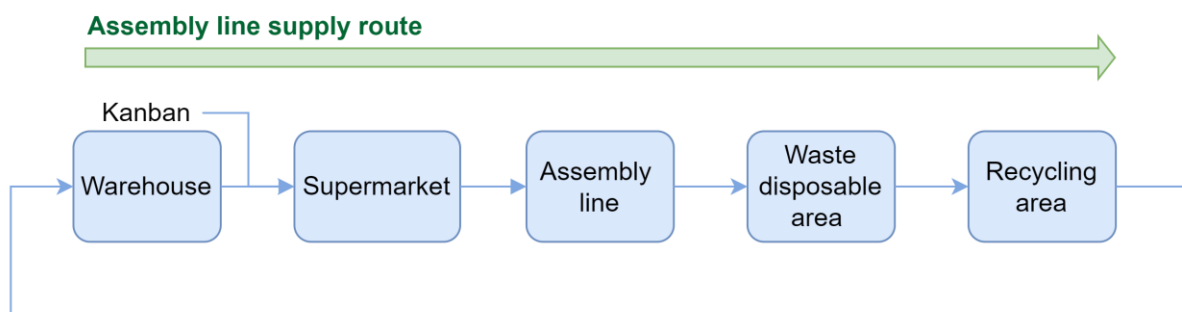 Assembly line supply route
Kanban
Warehouse
Supermarket
Assembly
line
Waste
disposable
area
Recycling
area